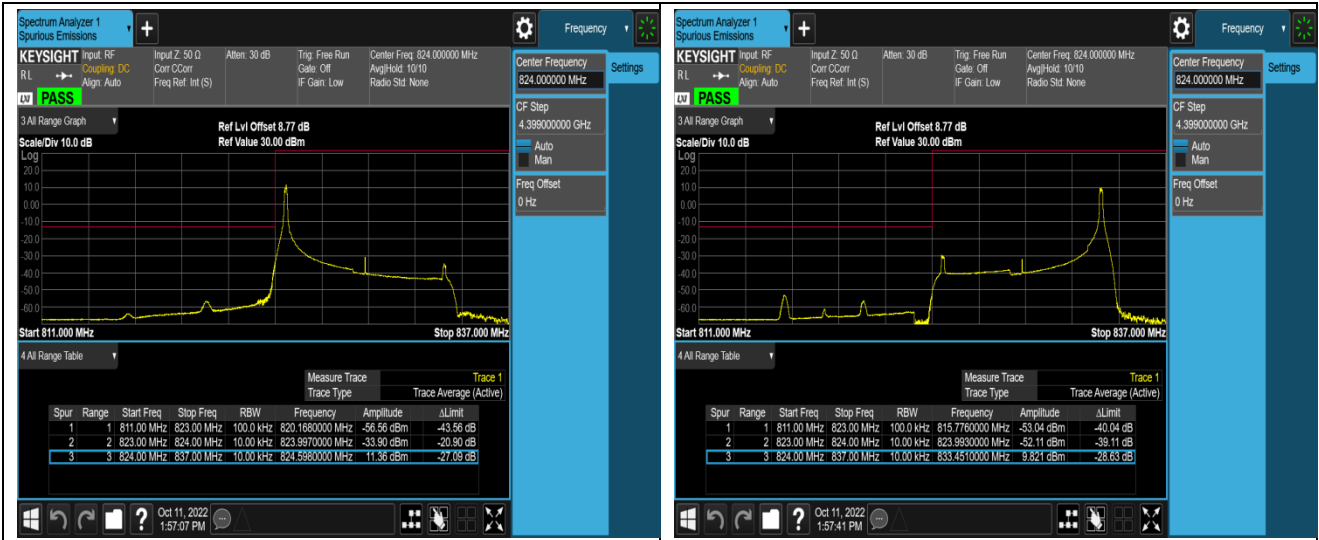 Spectrum Analyzer 1
Spurious Emissions
+
Frequency
KEYSIGHT Input: RF Input Z: 50 Ω Atten: 30 dB Trig: Free Run Center Freq: 824.000000 MHz
RL Coupling: DC Corr CCorr Gate: Off Avg|Hold: 10/10
Align: Auto Freq Ref: Int (S) IF Gain: Low Radio Std: None
LXI PASS
Center Frequency
824.000000 MHz
Settings
CF Step
4.399000000 GHz
Auto
Man
Freq Offset
0 Hz
3 All Range Graph
Ref Lvl Offset 8.77 dB
Scale/Div 10.0 dB Ref Value 30.00 dBm
Log
20.0
10.0
0.00
-10.0
-20.0
-30.0
-40.0
-50.0
-60.0
Start 811.000 MHz Stop 837.000 MHz
4 All Range Table
Measure Trace Trace 1
Trace Type Trace Average (Active)
Spur Range Start Freq Stop Freq RBW Frequency Amplitude ΔLimit
1 1 811.00 MHz 823.00 MHz 100.0 kHz 820.1680000 MHz -56.56 dBm -43.56 dB
2 2 823.00 MHz 824.00 MHz 10.00 kHz 823.9970000 MHz -33.90 dBm -20.90 dB
3 3 824.00 MHz 837.00 MHz 10.00 kHz 824.5980000 MHz 11.36 dBm -27.09 dB
?
Oct 11, 2022
1:57:07 PM
Spectrum Analyzer 1
Spurious Emissions
+
Frequency
KEYSIGHT Input: RF Input Z: 50 Ω Atten: 30 dB Trig: Free Run Center Freq: 824.000000 MHz
RL Coupling: DC Corr CCorr Gate: Off Avg|Hold: 10/10
Align: Auto Freq Ref: Int (S) IF Gain: Low Radio Std: None
LXI PASS
Center Frequency
824.000000 MHz
Settings
CF Step
4.399000000 GHz
Auto
Man
Freq Offset
0 Hz
3 All Range Graph
Ref Lvl Offset 8.77 dB
Scale/Div 10.0 dB Ref Value 30.00 dBm
Log
20.0
10.0
0.00
-10.0
-20.0
-30.0
-40.0
-50.0
-60.0
Start 811.000 MHz Stop 837.000 MHz
4 All Range Table
Measure Trace Trace 1
Trace Type Trace Average (Active)
Spur Range Start Freq Stop Freq RBW Frequency Amplitude ΔLimit
1 1 811.00 MHz 823.00 MHz 100.0 kHz 815.7760000 MHz -53.04 dBm -40.04 dB
2 2 823.00 MHz 824.00 MHz 10.00 kHz 823.9930000 MHz -52.11 dBm -39.11 dB
3 3 824.00 MHz 837.00 MHz 10.00 kHz 833.4510000 MHz 9.821 dBm -28.63 dB
?
Oct 11, 2022
1:57:41 PM